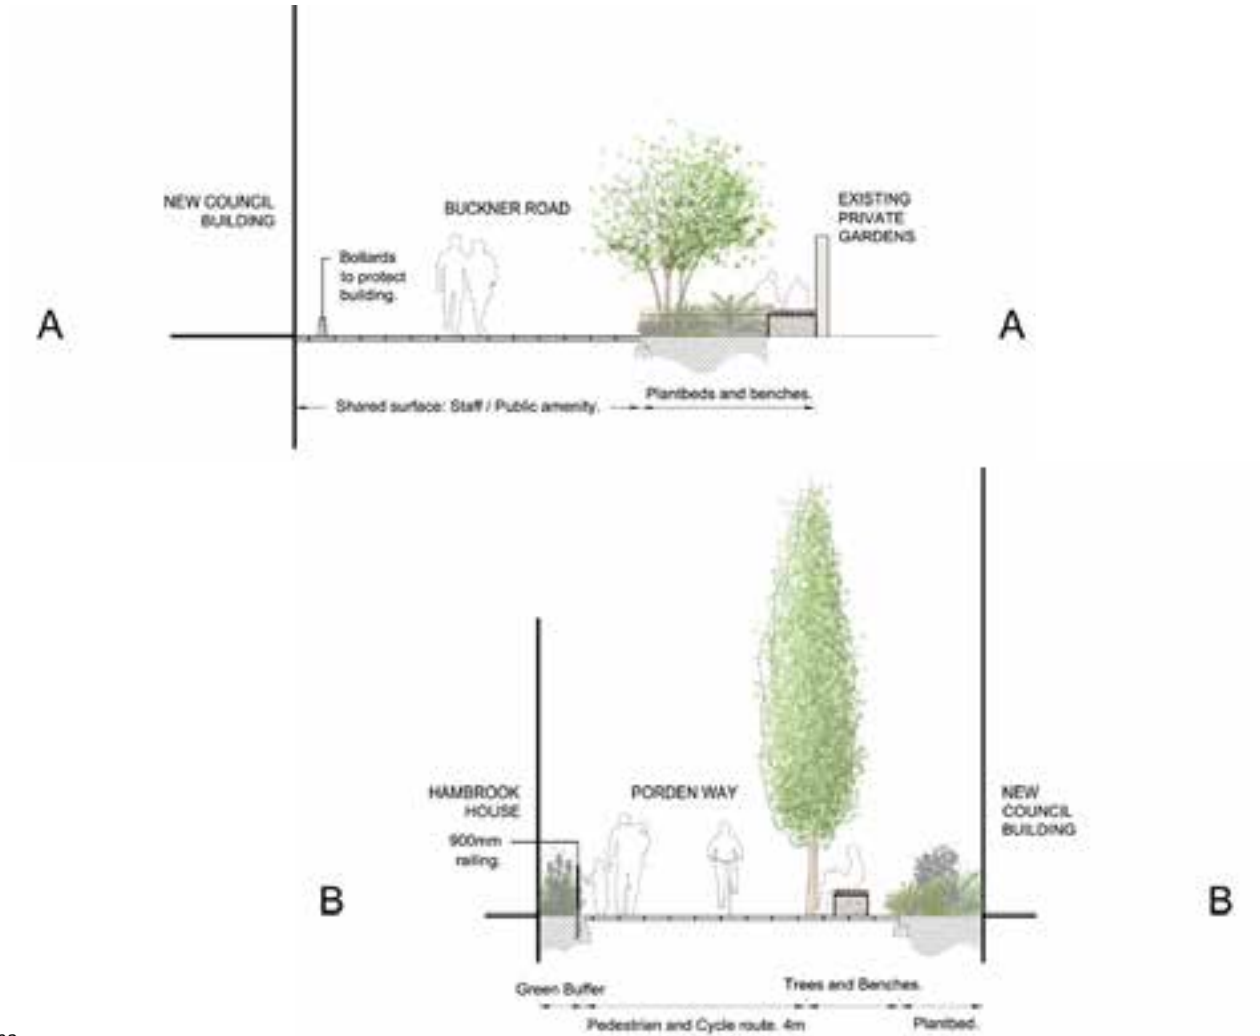 NEW COUNCIL
BUILDING
BUCKNER ROAD
EXISTING
PRIVATE
GARDENS
Bollards
to protect
building.
A
A
Shared surface: Staff / Public amenity.
Plantbeds and benches.
HAMBROOK
HOUSE
PORDEN WAY
NEW
COUNCIL
BUILDING
900mm
railing.
B
B
Green Buffer
Trees and Benches.
Pedestrian and Cycle route. 4m
Plantbed.